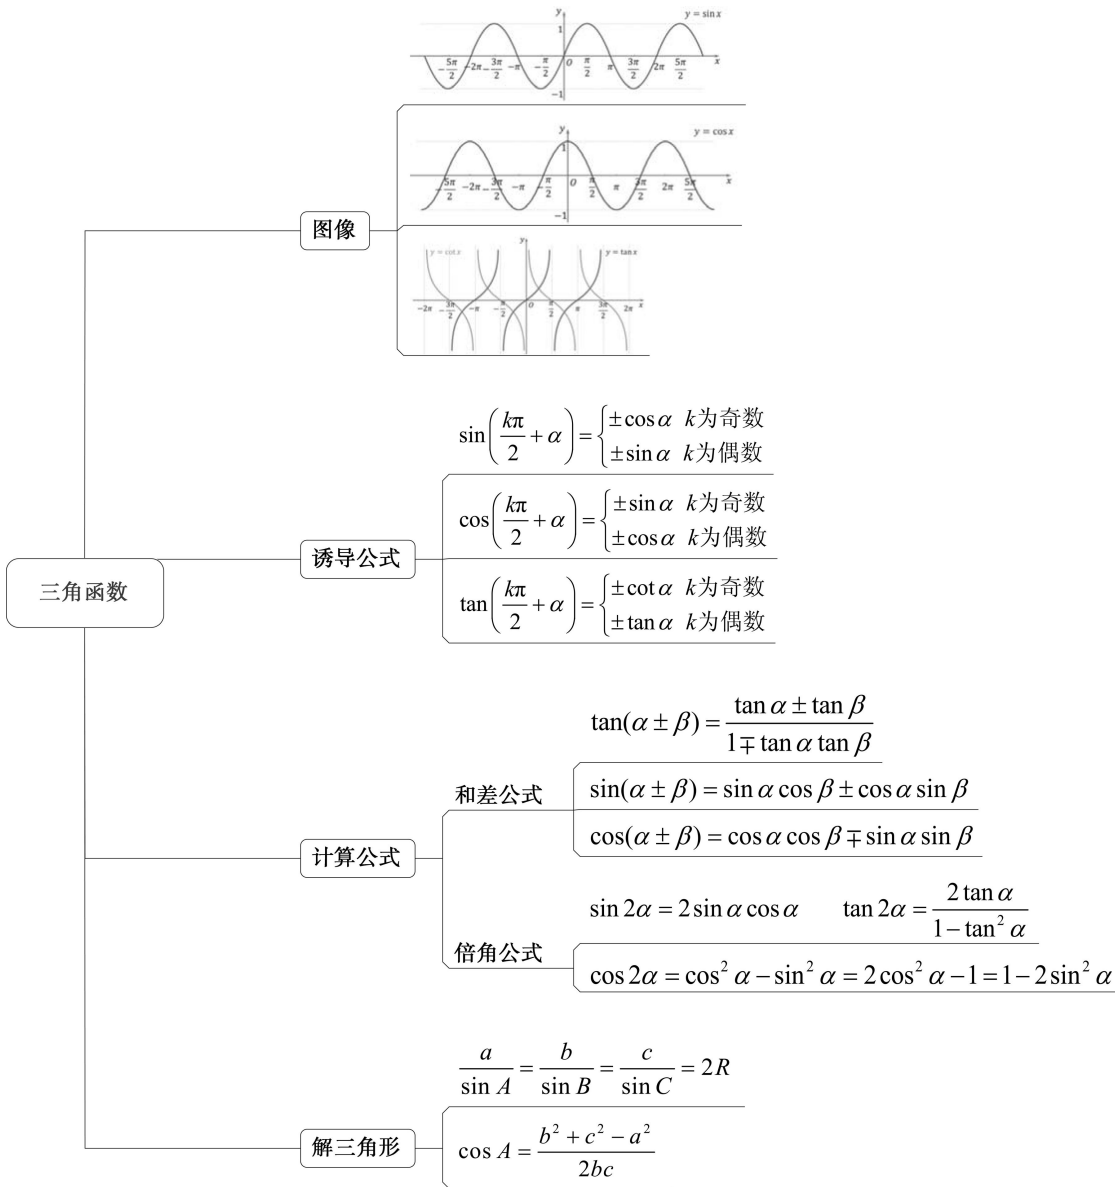 三角函数
图像
y = sin x
y
1
-5π/2 -2π -3π/2 -π -π/2 O π/2 π 3π/2 2π 5π/2 x
-1
y = cos x
y
1
-5π/2 -2π -3π/2 -π -π/2 O π/2 π 3π/2 2π 5π/2 x
-1
y = cot x y y = tan x
-2π -3π/2 -π -π/2 O π/2 π 3π/2 2π x
诱导公式
sin(kπ/2 + α) = { ±cos α k为奇数
±sin α k为偶数
cos(kπ/2 + α) = { ±sin α k为奇数
±cos α k为偶数
tan(kπ/2 + α) = { ±cot α k为奇数
±tan α k为偶数
计算公式
和差公式
tan(α ± β) = (tan α ± tan β)/(1 ∓ tan α tan β)
sin(α ± β) = sin α cos β ± cos α sin β
cos(α ± β) = cos α cos β ∓ sin α sin β
倍角公式
sin 2α = 2 sin α cos α tan 2α = 2 tan α/(1 − tan² α)
cos 2α = cos² α − sin² α = 2 cos² α − 1 = 1 − 2 sin² α
解三角形
a/sin A = b/sin B = c/sin C = 2R
cos A = (b² + c² − a²)/2bc